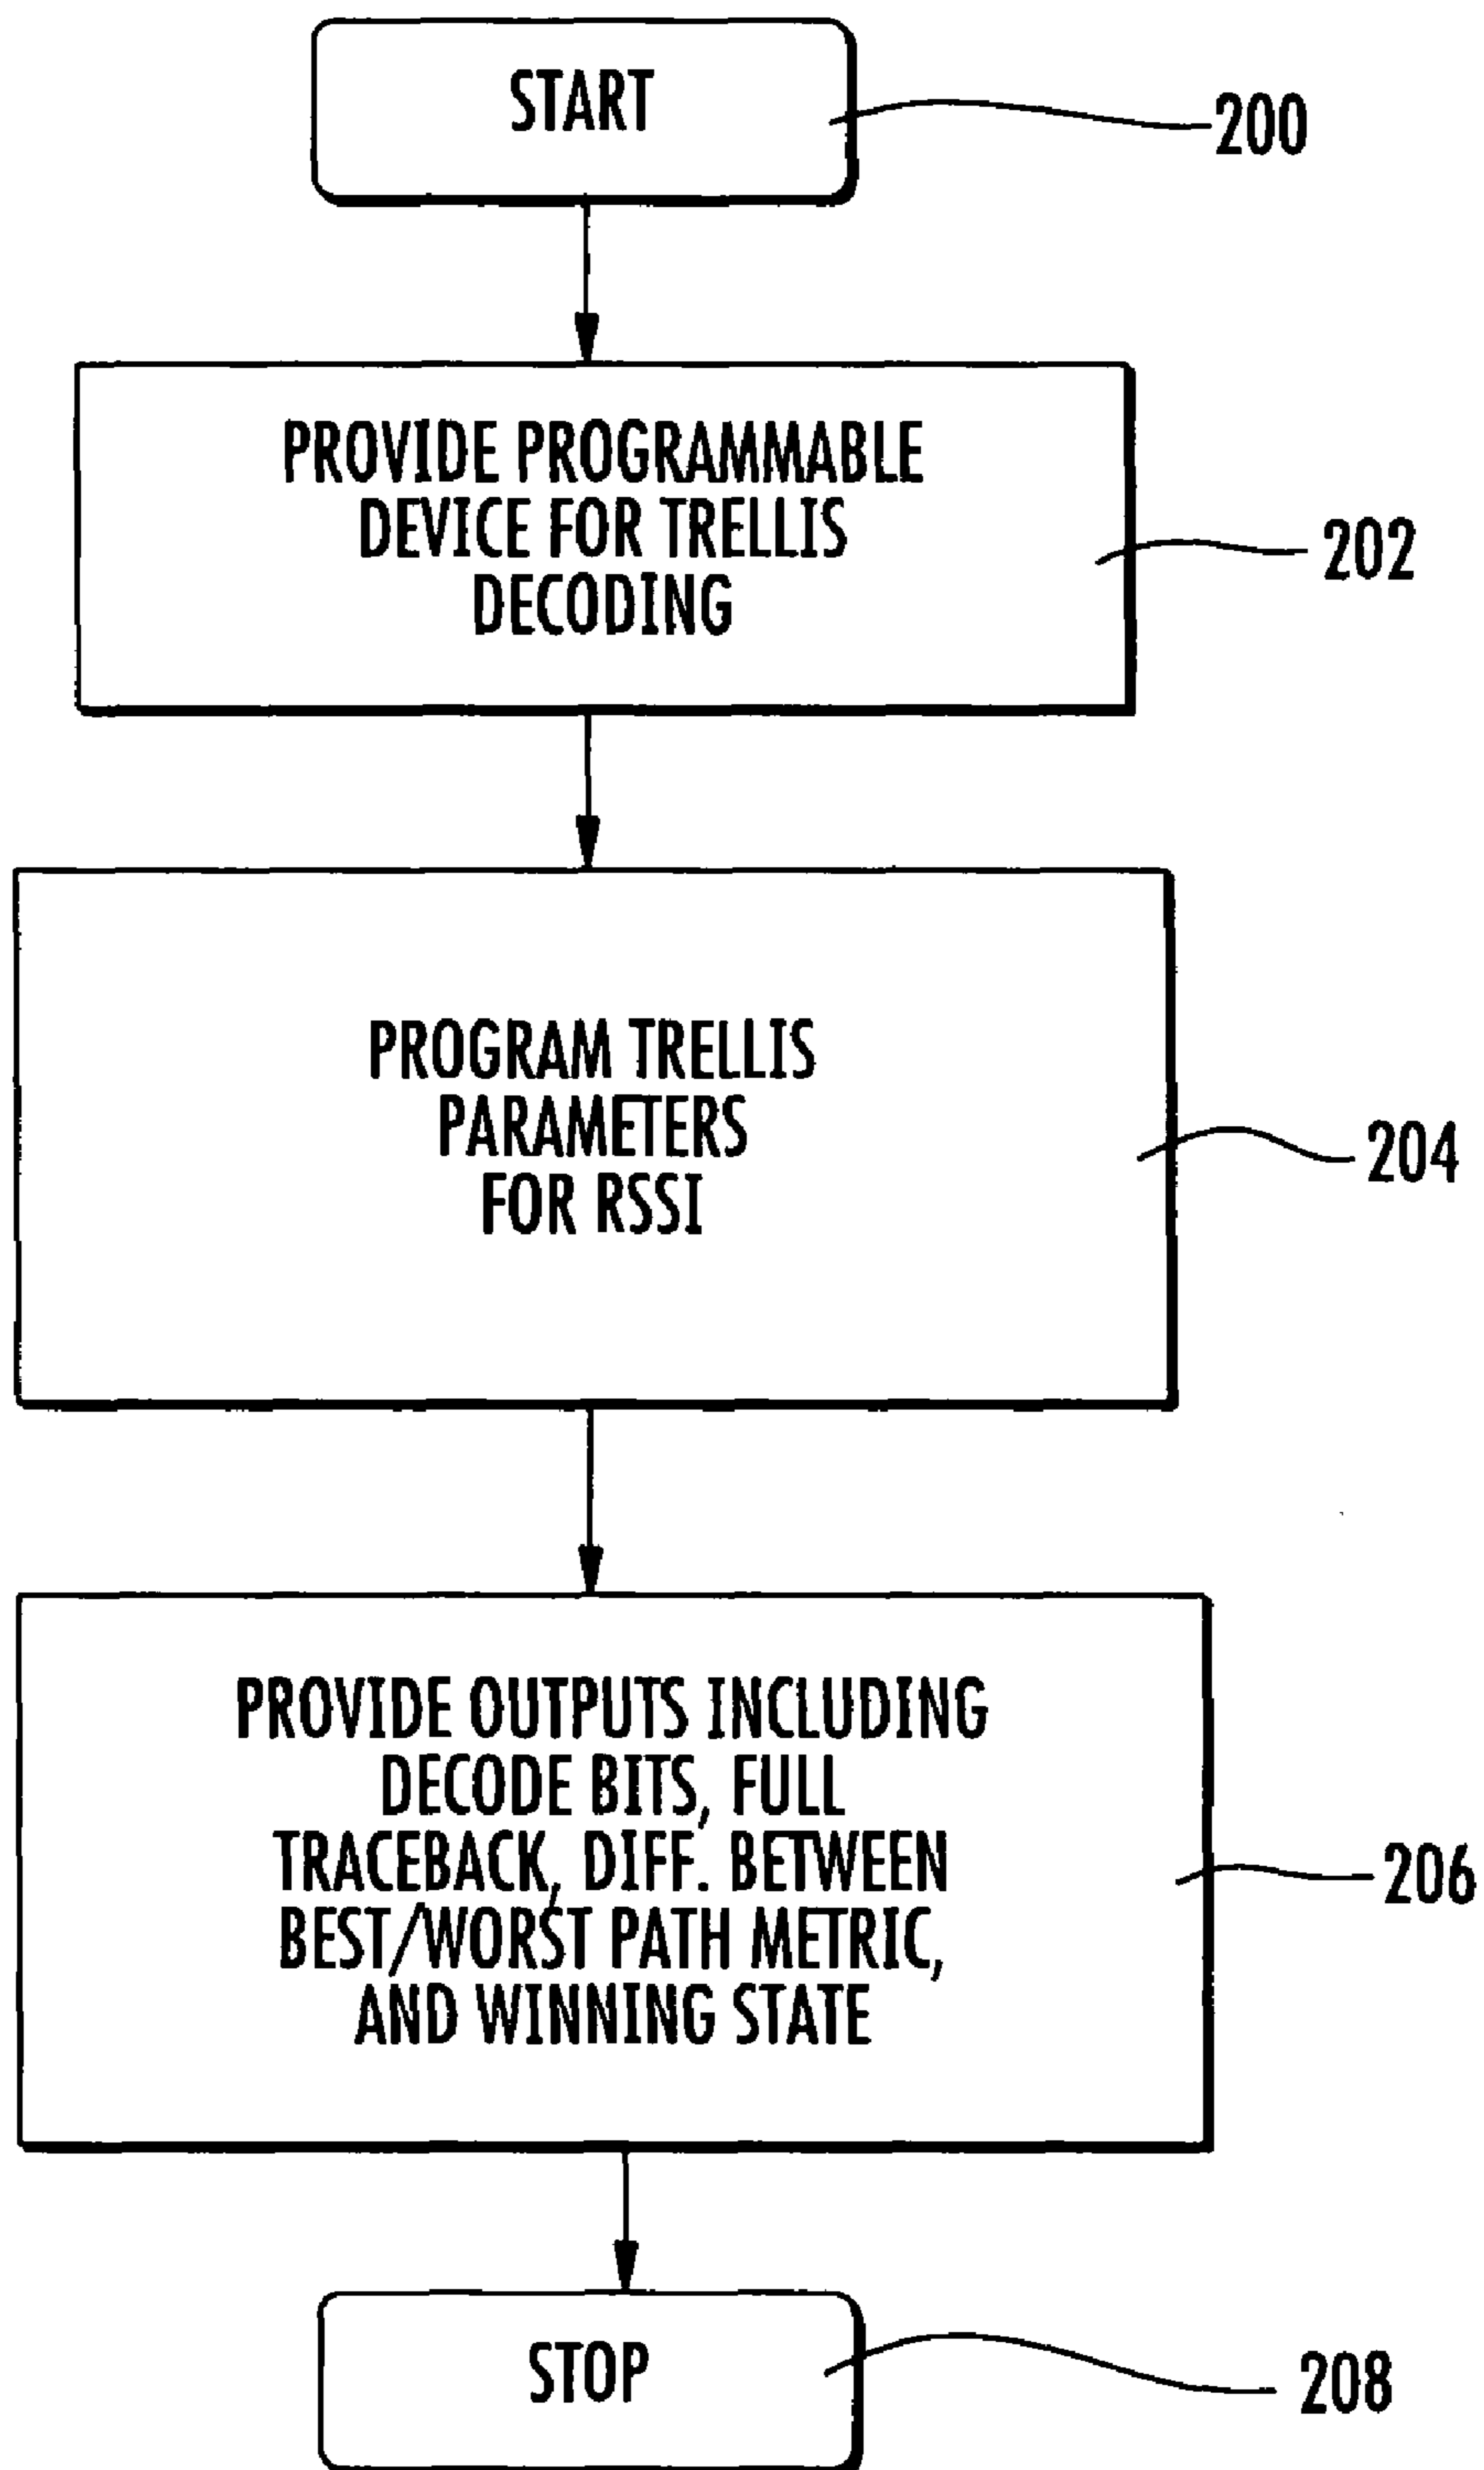 START
200
PROVIDE PROGRAMMABLE
DEVICE FOR TRELLIS
DECODING
202
PROGRAM TRELLIS
PARAMETERS
FOR RSSI
204
PROVIDE OUTPUTS INCLUDING
DECODE BITS, FULL
TRACEBACK, DIFF. BETWEEN
BEST/WORST PATH METRIC,
AND WINNING STATE
206
STOP
208